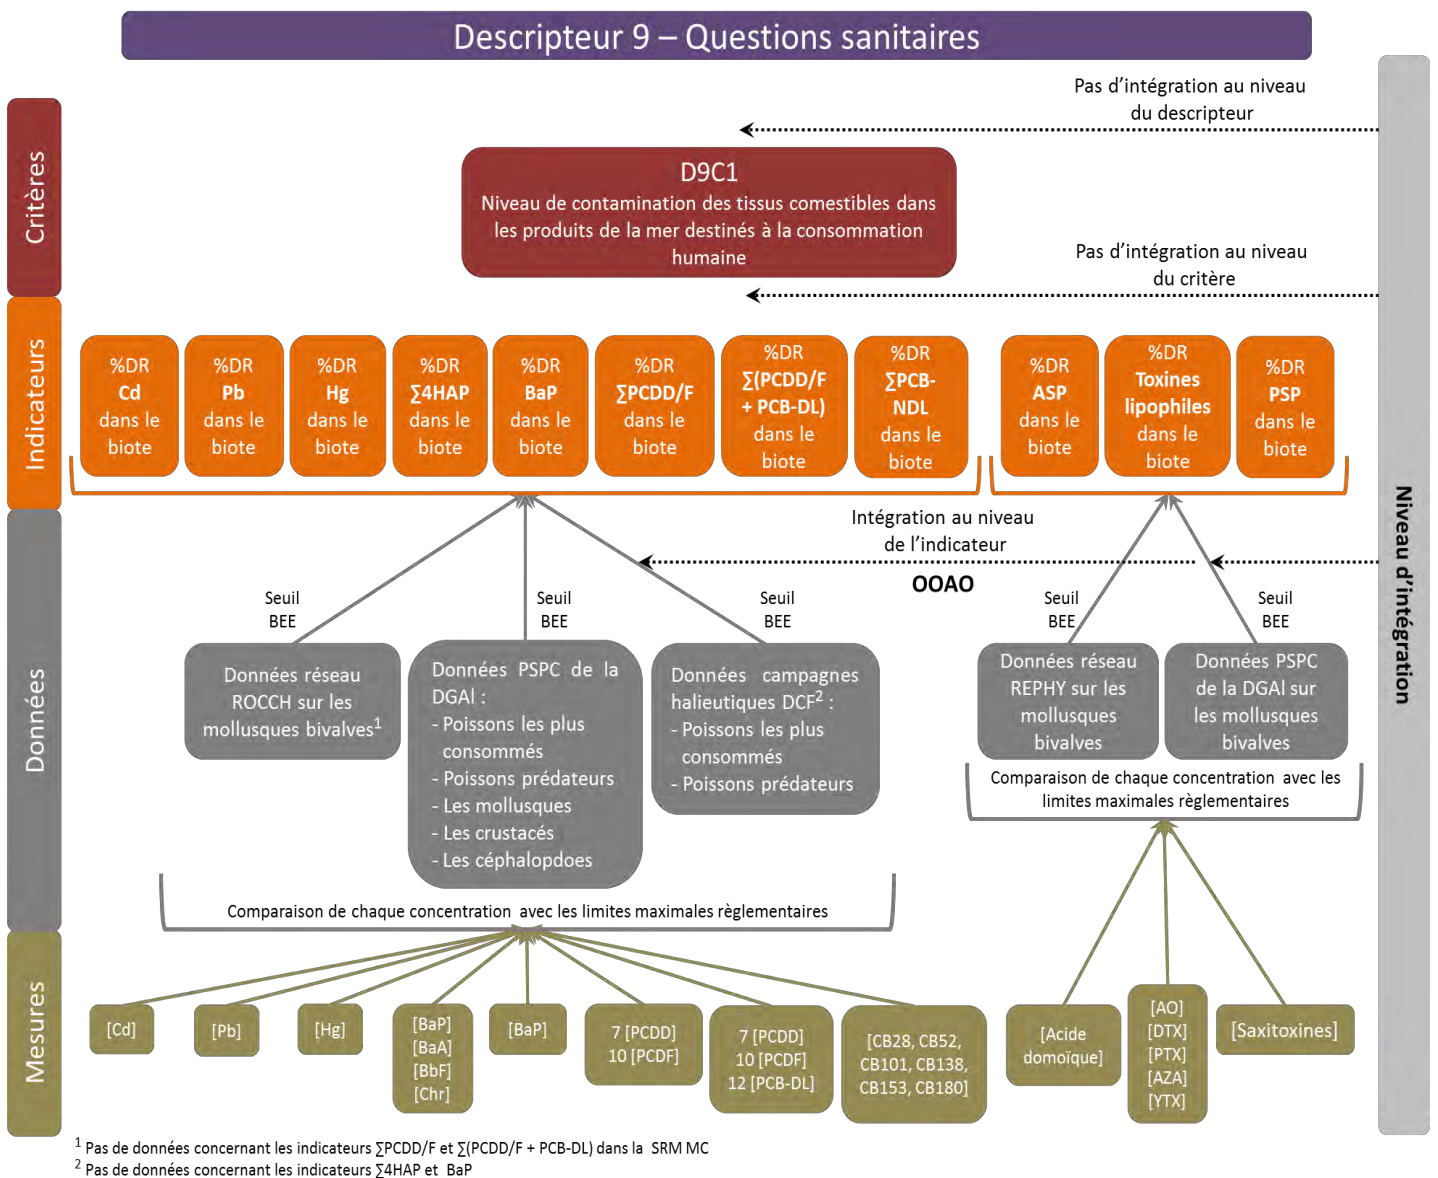 Descripteur 9 – Questions sanitaires
Pas d’intégration au niveau
du descripteur
Critères
D9C1
Niveau de contamination des tissus comestibles dans
les produits de la mer destinés à la consommation
humaine
Pas d’intégration au niveau
du critère
Indicateurs
%DR
Cd
dans le
biote
%DR
Pb
dans le
biote
%DR
Hg
dans le
biote
%DR
∑4HAP
dans le
biote
%DR
BaP
dans le
biote
%DR
∑PCDD/F
dans le
biote
%DR
∑(PCDD/F
+ PCB-DL)
dans le
biote
%DR
∑PCB-
NDL
dans le
biote
%DR
ASP
dans le
biote
%DR
Toxines
lipophiles
dans le
biote
%DR
PSP
dans le
biote
Niveau d’intégration
Intégration au niveau
de l’indicateur
OOAO
Données
Seuil
BEE
Seuil
BEE
Seuil
BEE
Seuil
BEE
Seuil
BEE
Données réseau
ROCCH sur les
mollusques bivalves1
Données PSPC de la
DGAl :
- Poissons les plus
consommés
- Poissons prédateurs
- Les mollusques
- Les crustacés
- Les céphalopdoes
Données campagnes
halieutiques DCF2 :
- Poissons les plus
consommés
- Poissons prédateurs
Données réseau
REPHY sur les
mollusques
bivalves
Données PSPC
de la DGAl sur
les mollusques
bivalves
Comparaison de chaque concentration avec les
limites maximales règlementaires
Comparaison de chaque concentration avec les limites maximales règlementaires
Mesures
[Cd]
[Pb]
[Hg]
[BaP]
[BaA]
[BbF]
[Chr]
[BaP]
7 [PCDD]
10 [PCDF]
7 [PCDD]
10 [PCDF]
12 [PCB-DL]
[CB28, CB52,
CB101, CB138,
CB153, CB180]
[Acide
domoïque]
[AO]
[DTX]
[PTX]
[AZA]
[YTX]
[Saxitoxines]
1 Pas de données concernant les indicateurs ∑PCDD/F et ∑(PCDD/F + PCB-DL) dans la SRM MC
2 Pas de données concernant les indicateurs ∑4HAP et BaP